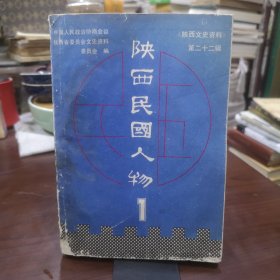 中国人民政治协商会议
陕西省委员会文史资料
委员会 编
《陕西文史资料》
第二十二辑
陕西民國人物
1